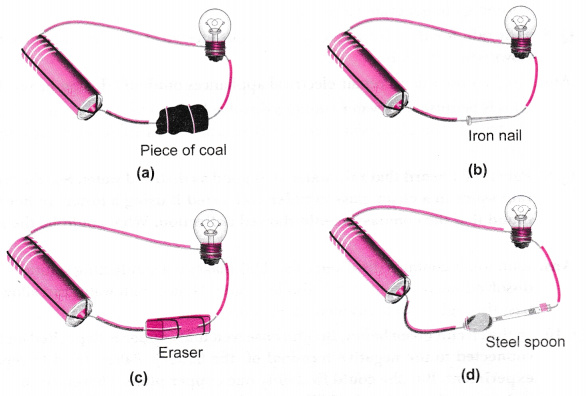 Piece of coal
(a)
Iron nail
(b)
Eraser
(c)
Steel spoon
(d)